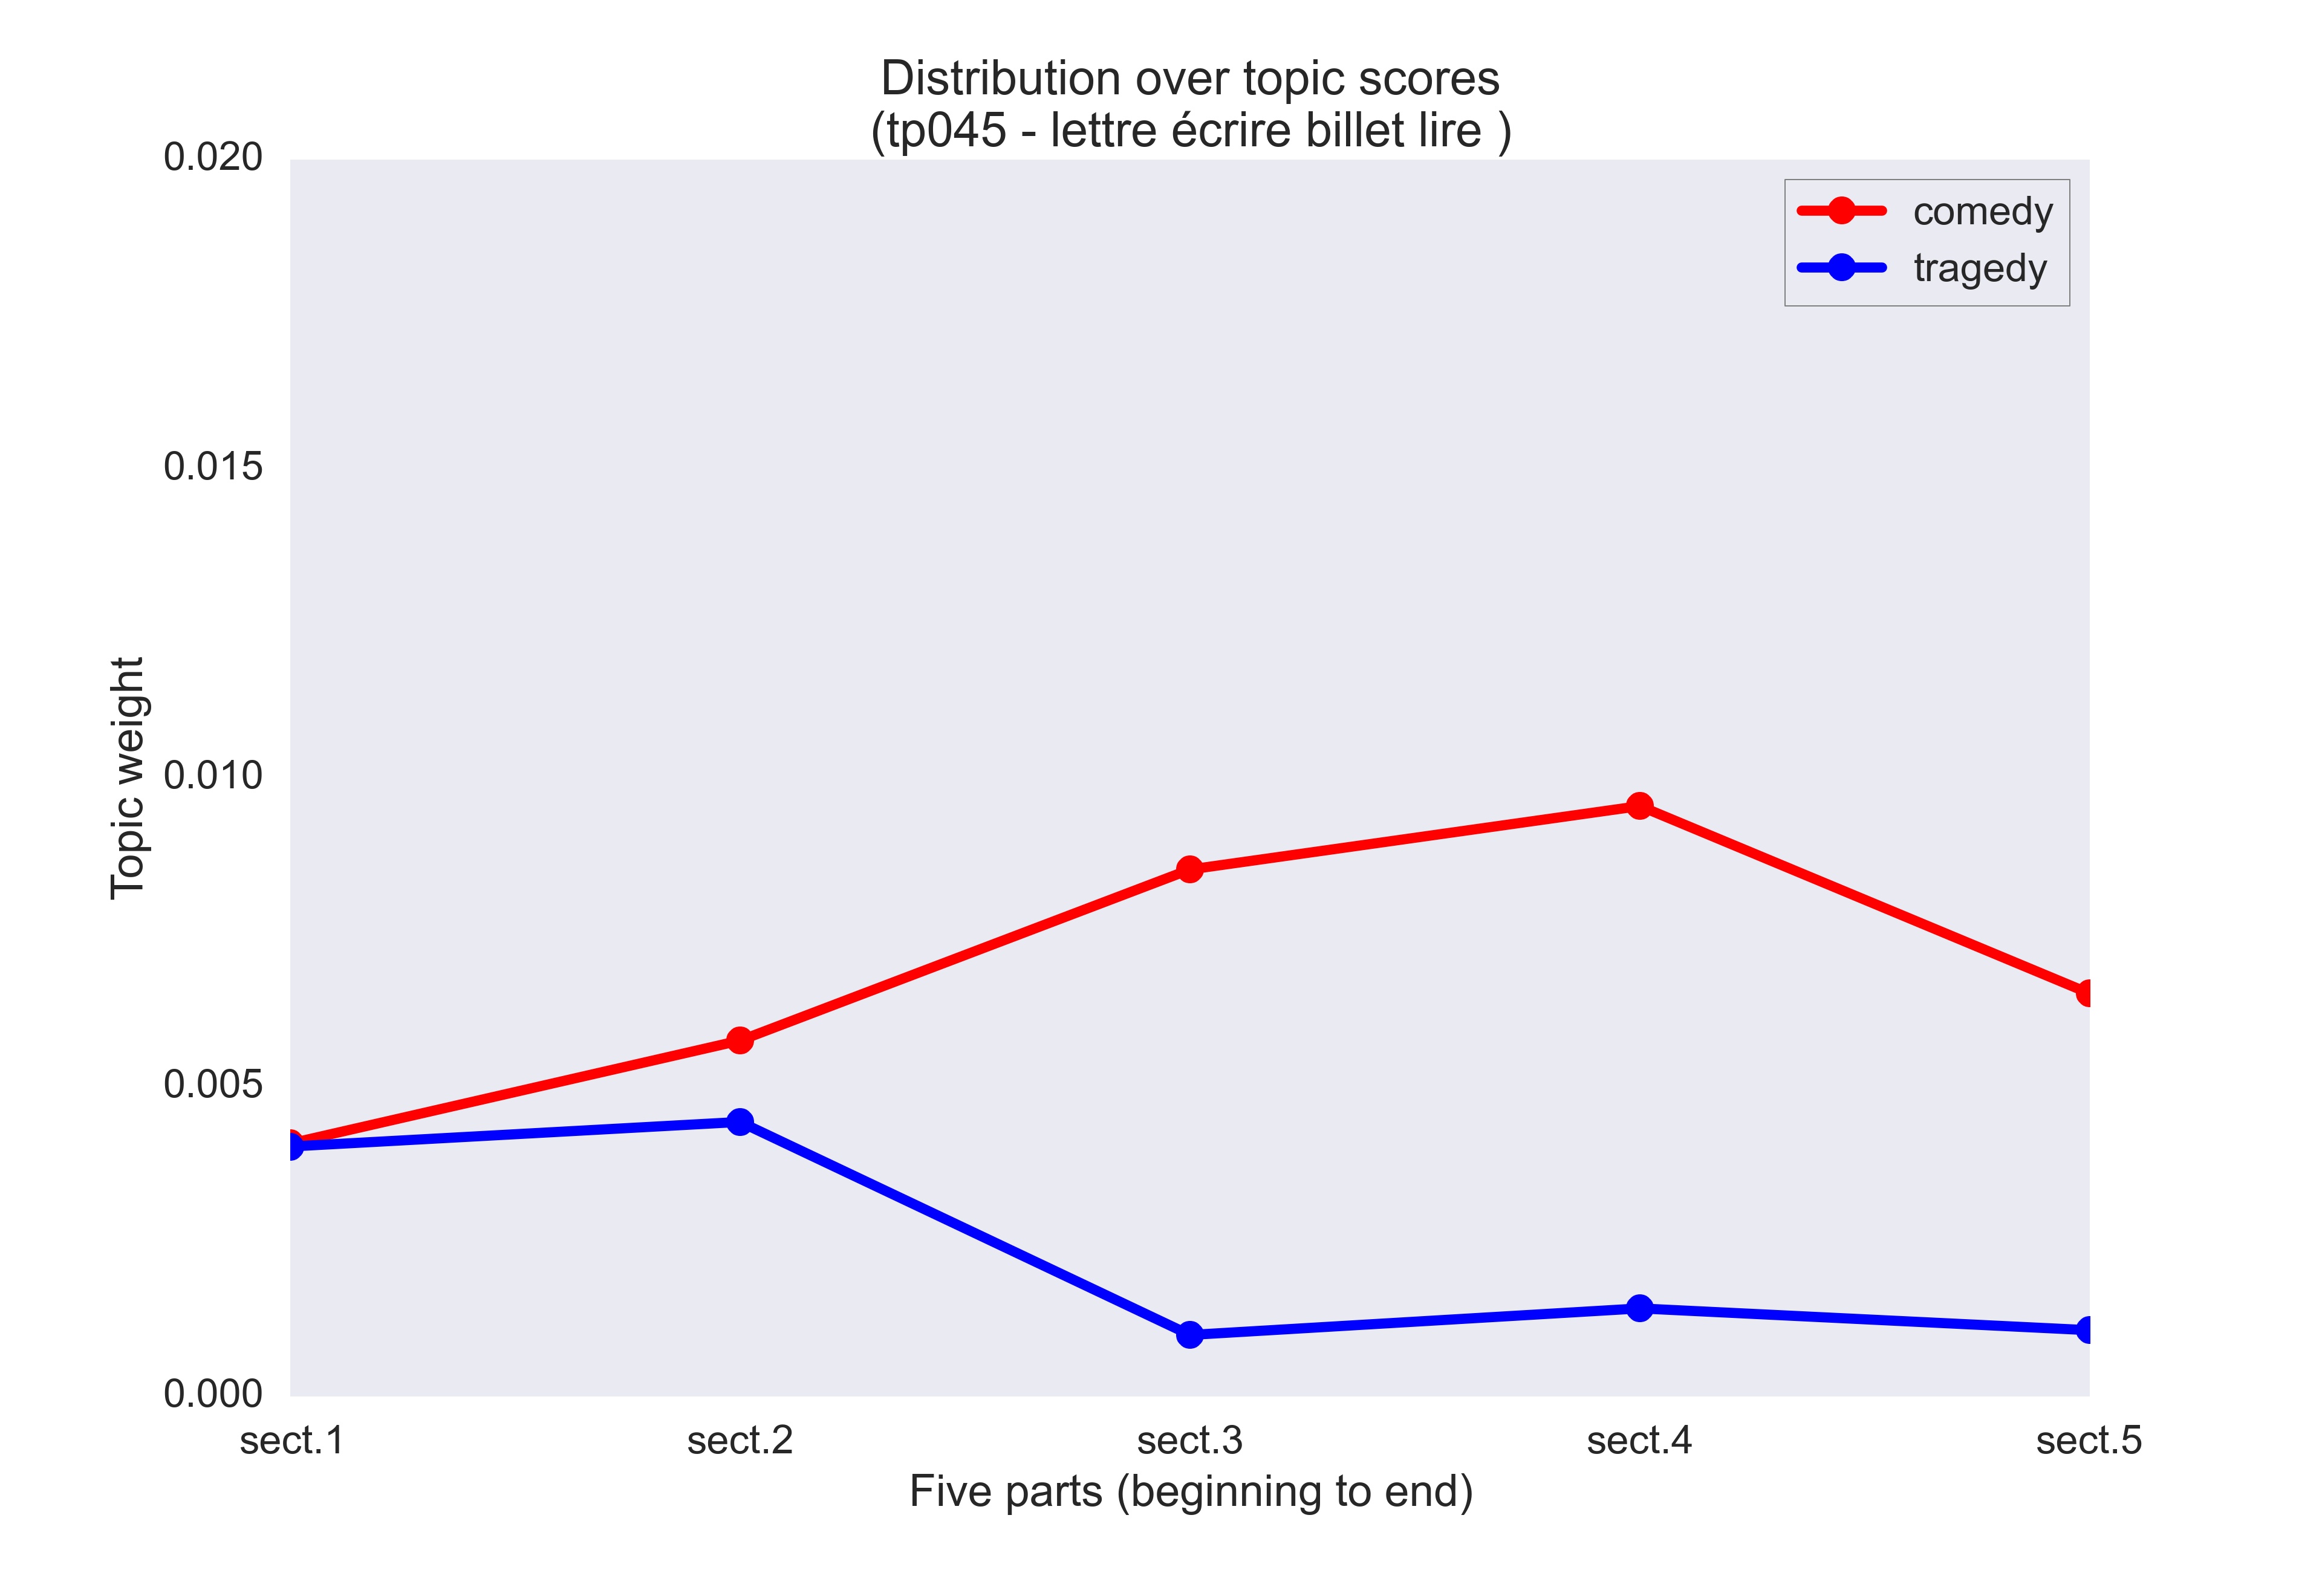 Distribution over topic scores
(tp045 - lettre écrire billet lire )
comedy
tragedy
Topic weight
0.020
0.015
0.010
0.005
0.000
sect.1 sect.2 sect.3 sect.4 sect.5
Five parts (beginning to end)